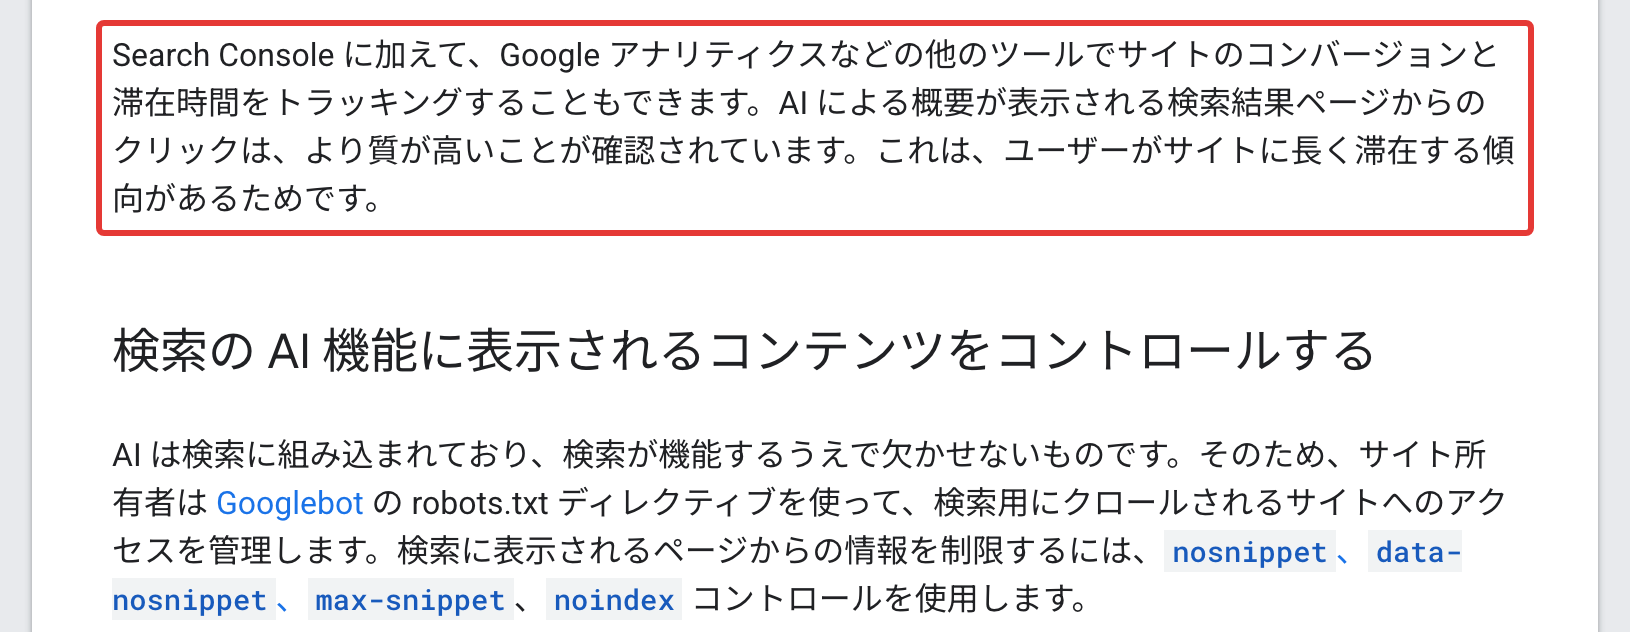 Search Console に加えて、Google アナリティクスなどの他のツールでサイトのコンバージョンと
滞在時間をトラッキングすることもできます。AI による概要が表示される検索結果ページからの
クリックは、より質が高いことが確認されています。これは、ユーザーがサイトに長く滞在する傾
向があるためです。
検索の AI 機能に表示されるコンテンツをコントロールする
AI は検索に組み込まれており、検索が機能するうえで欠かせないものです。そのため、サイト所
有者は Googlebot の robots.txt ディレクティブを使って、検索用にクロールされるサイトへのアク
セスを管理します。検索に表示されるページからの情報を制限するには、 nosnippet 、 data-
nosnippet 、 max-snippet 、 noindex コントロールを使用します。